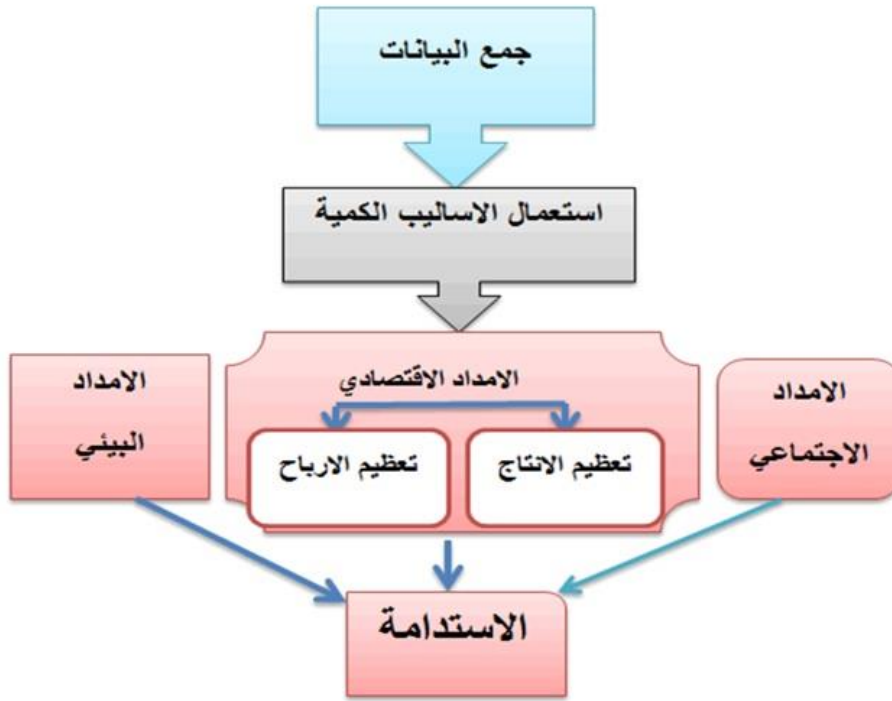 جمع البيانات
استعمال الاساليب الكمية
الامداد
الاجتماعي
الامداد الاقتصادي
تعظيم الانتاج
تعظيم الارباح
الامداد
البيئي
الاستدامة